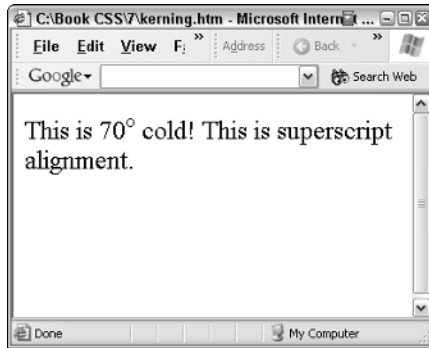 C:\Book CSS\7\kerning.htm - Microsoft Intern t ...
File Edit View F » Address Back »
Google Search Web
This is 70° cold! This is superscript
alignment.
Done My Computer